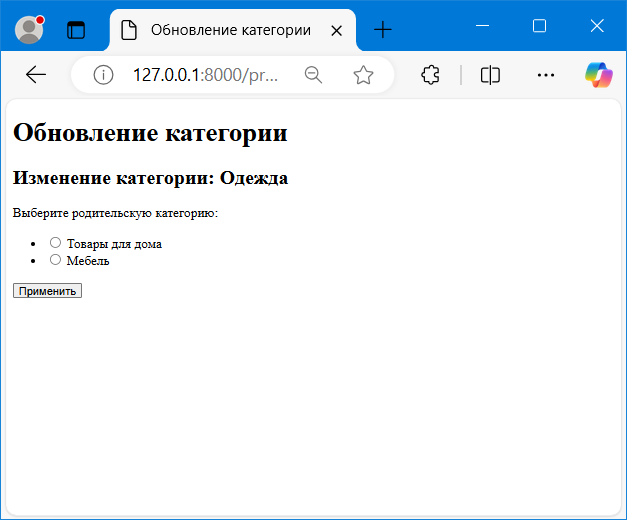 Обновление категории
127.0.0.1:8000/pr...
Обновление категории
Изменение категории: Одежда
Выберите родительскую категорию:
Товары для дома
Мебель
Применить